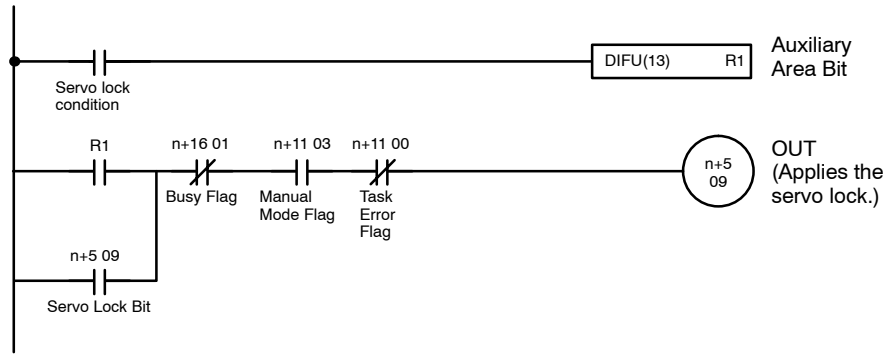 Servo lock
condition
DIFU(13) R1
Auxiliary
Area Bit
R1
n+16 01
Busy Flag
n+11 03
Manual
Mode Flag
n+11 00
Task
Error
Flag
n+5
09
OUT
(Applies the
servo lock.)
n+5 09
Servo Lock Bit